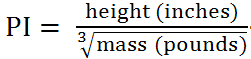 PI = height (inches) / ∛mass (pounds)